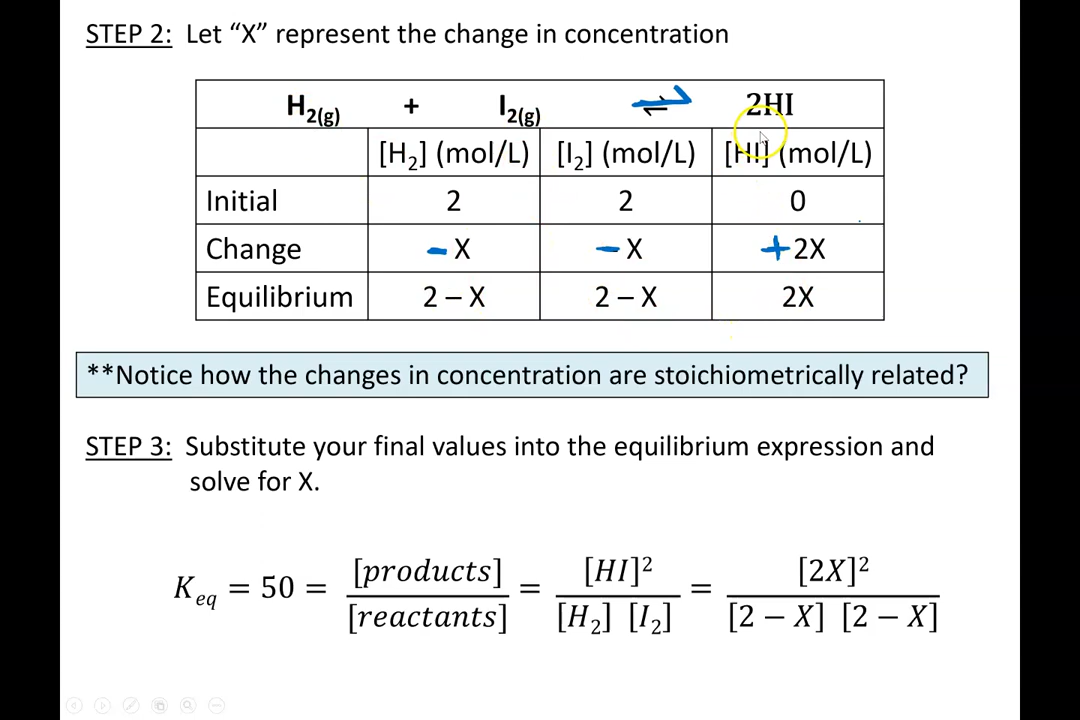 STEP 2: Let “X” represent the change in concentration
H₂(g) + I₂(g) ⇌ 2HI
[H₂] (mol/L) [I₂] (mol/L) [HI] (mol/L)
Initial 2 2 0
Change - X - X + 2X
Equilibrium 2 – X 2 – X 2X
**Notice how the changes in concentration are stoichiometrically related?
STEP 3: Substitute your final values into the equilibrium expression and
solve for X.
K_eq = 50 = [products] / [reactants] = [HI]² / [H₂] [I₂] = [2X]² / [2 − X] [2 − X]